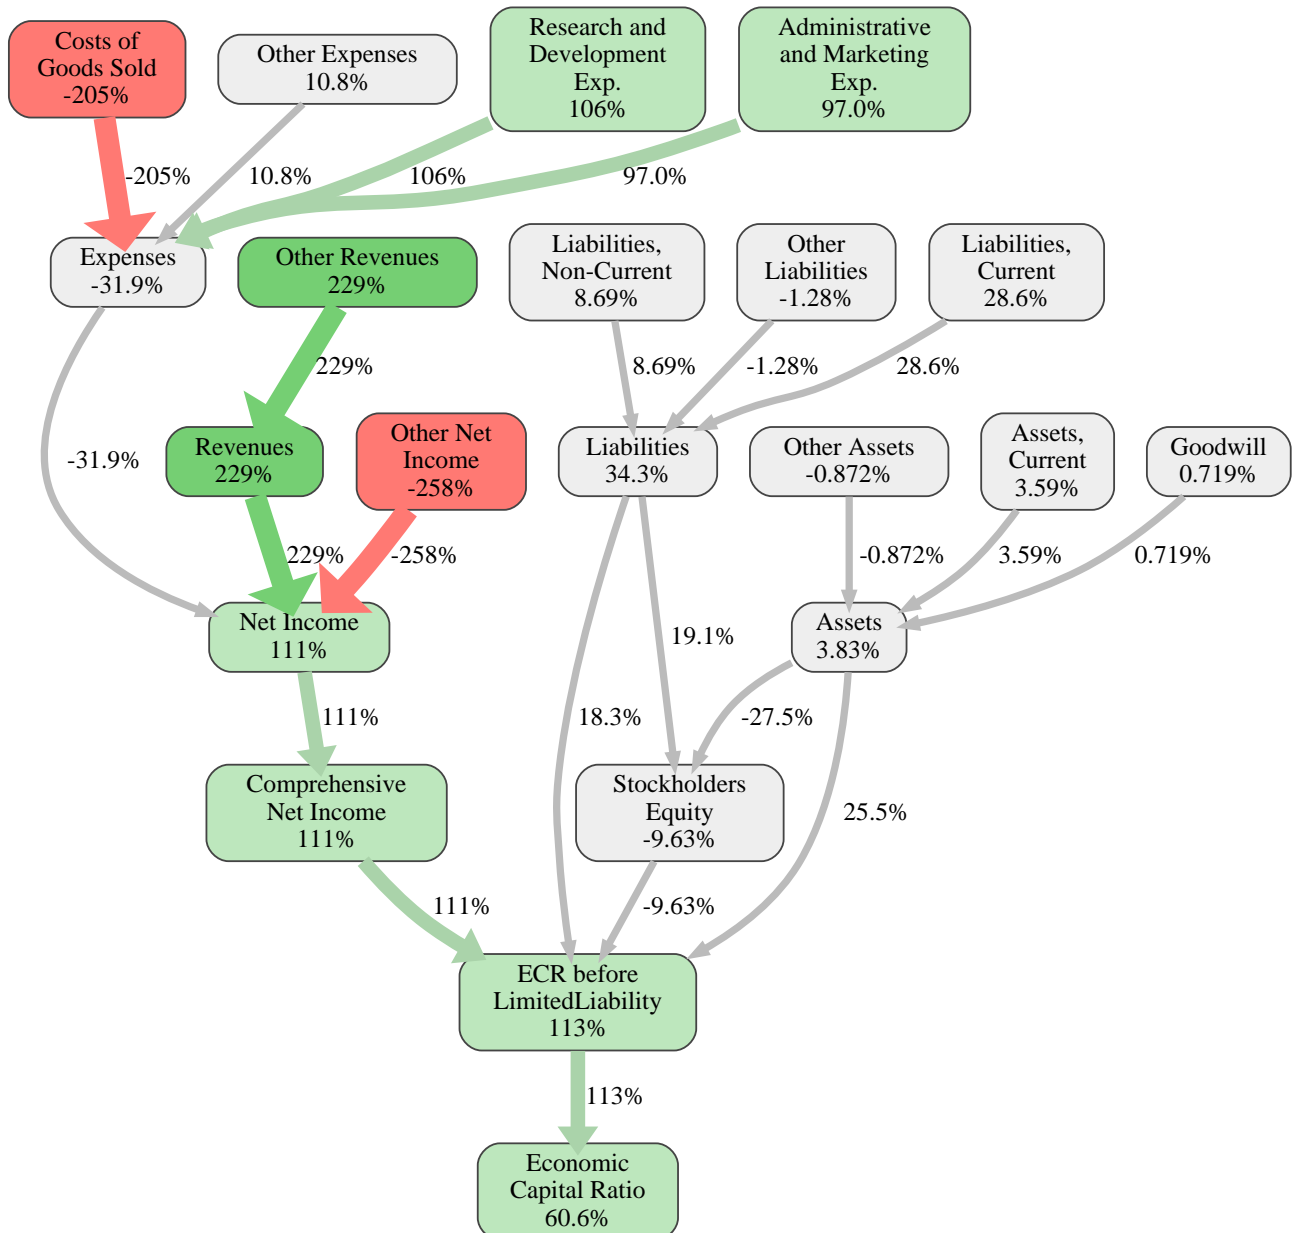 Costs of
Goods Sold
-205%
Other Expenses
10.8%
Research and
Development
Exp.
106%
Administrative
and Marketing
Exp.
97.0%
-205%
10.8%
106%
97.0%
Expenses
-31.9%
Other Revenues
229%
Liabilities,
Non-Current
8.69%
Other
Liabilities
-1.28%
Liabilities,
Current
28.6%
229%
8.69%
-1.28%
28.6%
-31.9%
Revenues
229%
Other Net
Income
-258%
Liabilities
34.3%
Other Assets
-0.872%
Assets,
Current
3.59%
Goodwill
0.719%
229%
-258%
-0.872%
3.59%
0.719%
Net Income
111%
19.1%
Assets
3.83%
111%
18.3%
-27.5%
Comprehensive
Net Income
111%
Stockholders
Equity
-9.63%
25.5%
111%
-9.63%
ECR before
LimitedLiability
113%
113%
Economic
Capital Ratio
60.6%